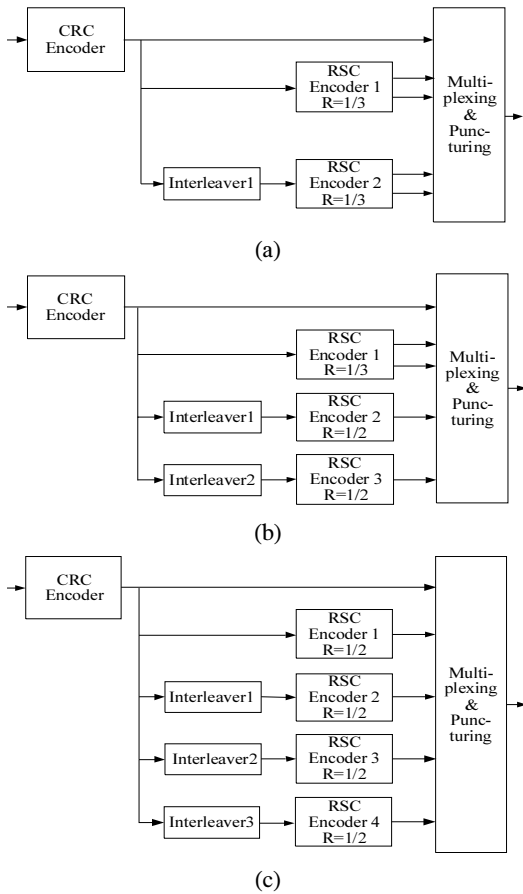 CRC
Encoder
RSC
Encoder 1
R=1/3
Multi-
plexing
&
Punc-
turing
Interleaver1
RSC
Encoder 2
R=1/3
(a)
CRC
Encoder
RSC
Encoder 1
R=1/3
Multi-
plexing
&
Punc-
turing
Interleaver1
RSC
Encoder 2
R=1/2
Interleaver2
RSC
Encoder 3
R=1/2
(b)
CRC
Encoder
RSC
Encoder 1
R=1/2
Multi-
plexing
&
Punc-
turing
Interleaver1
RSC
Encoder 2
R=1/2
Interleaver2
RSC
Encoder 3
R=1/2
Interleaver3
RSC
Encoder 4
R=1/2
(c)